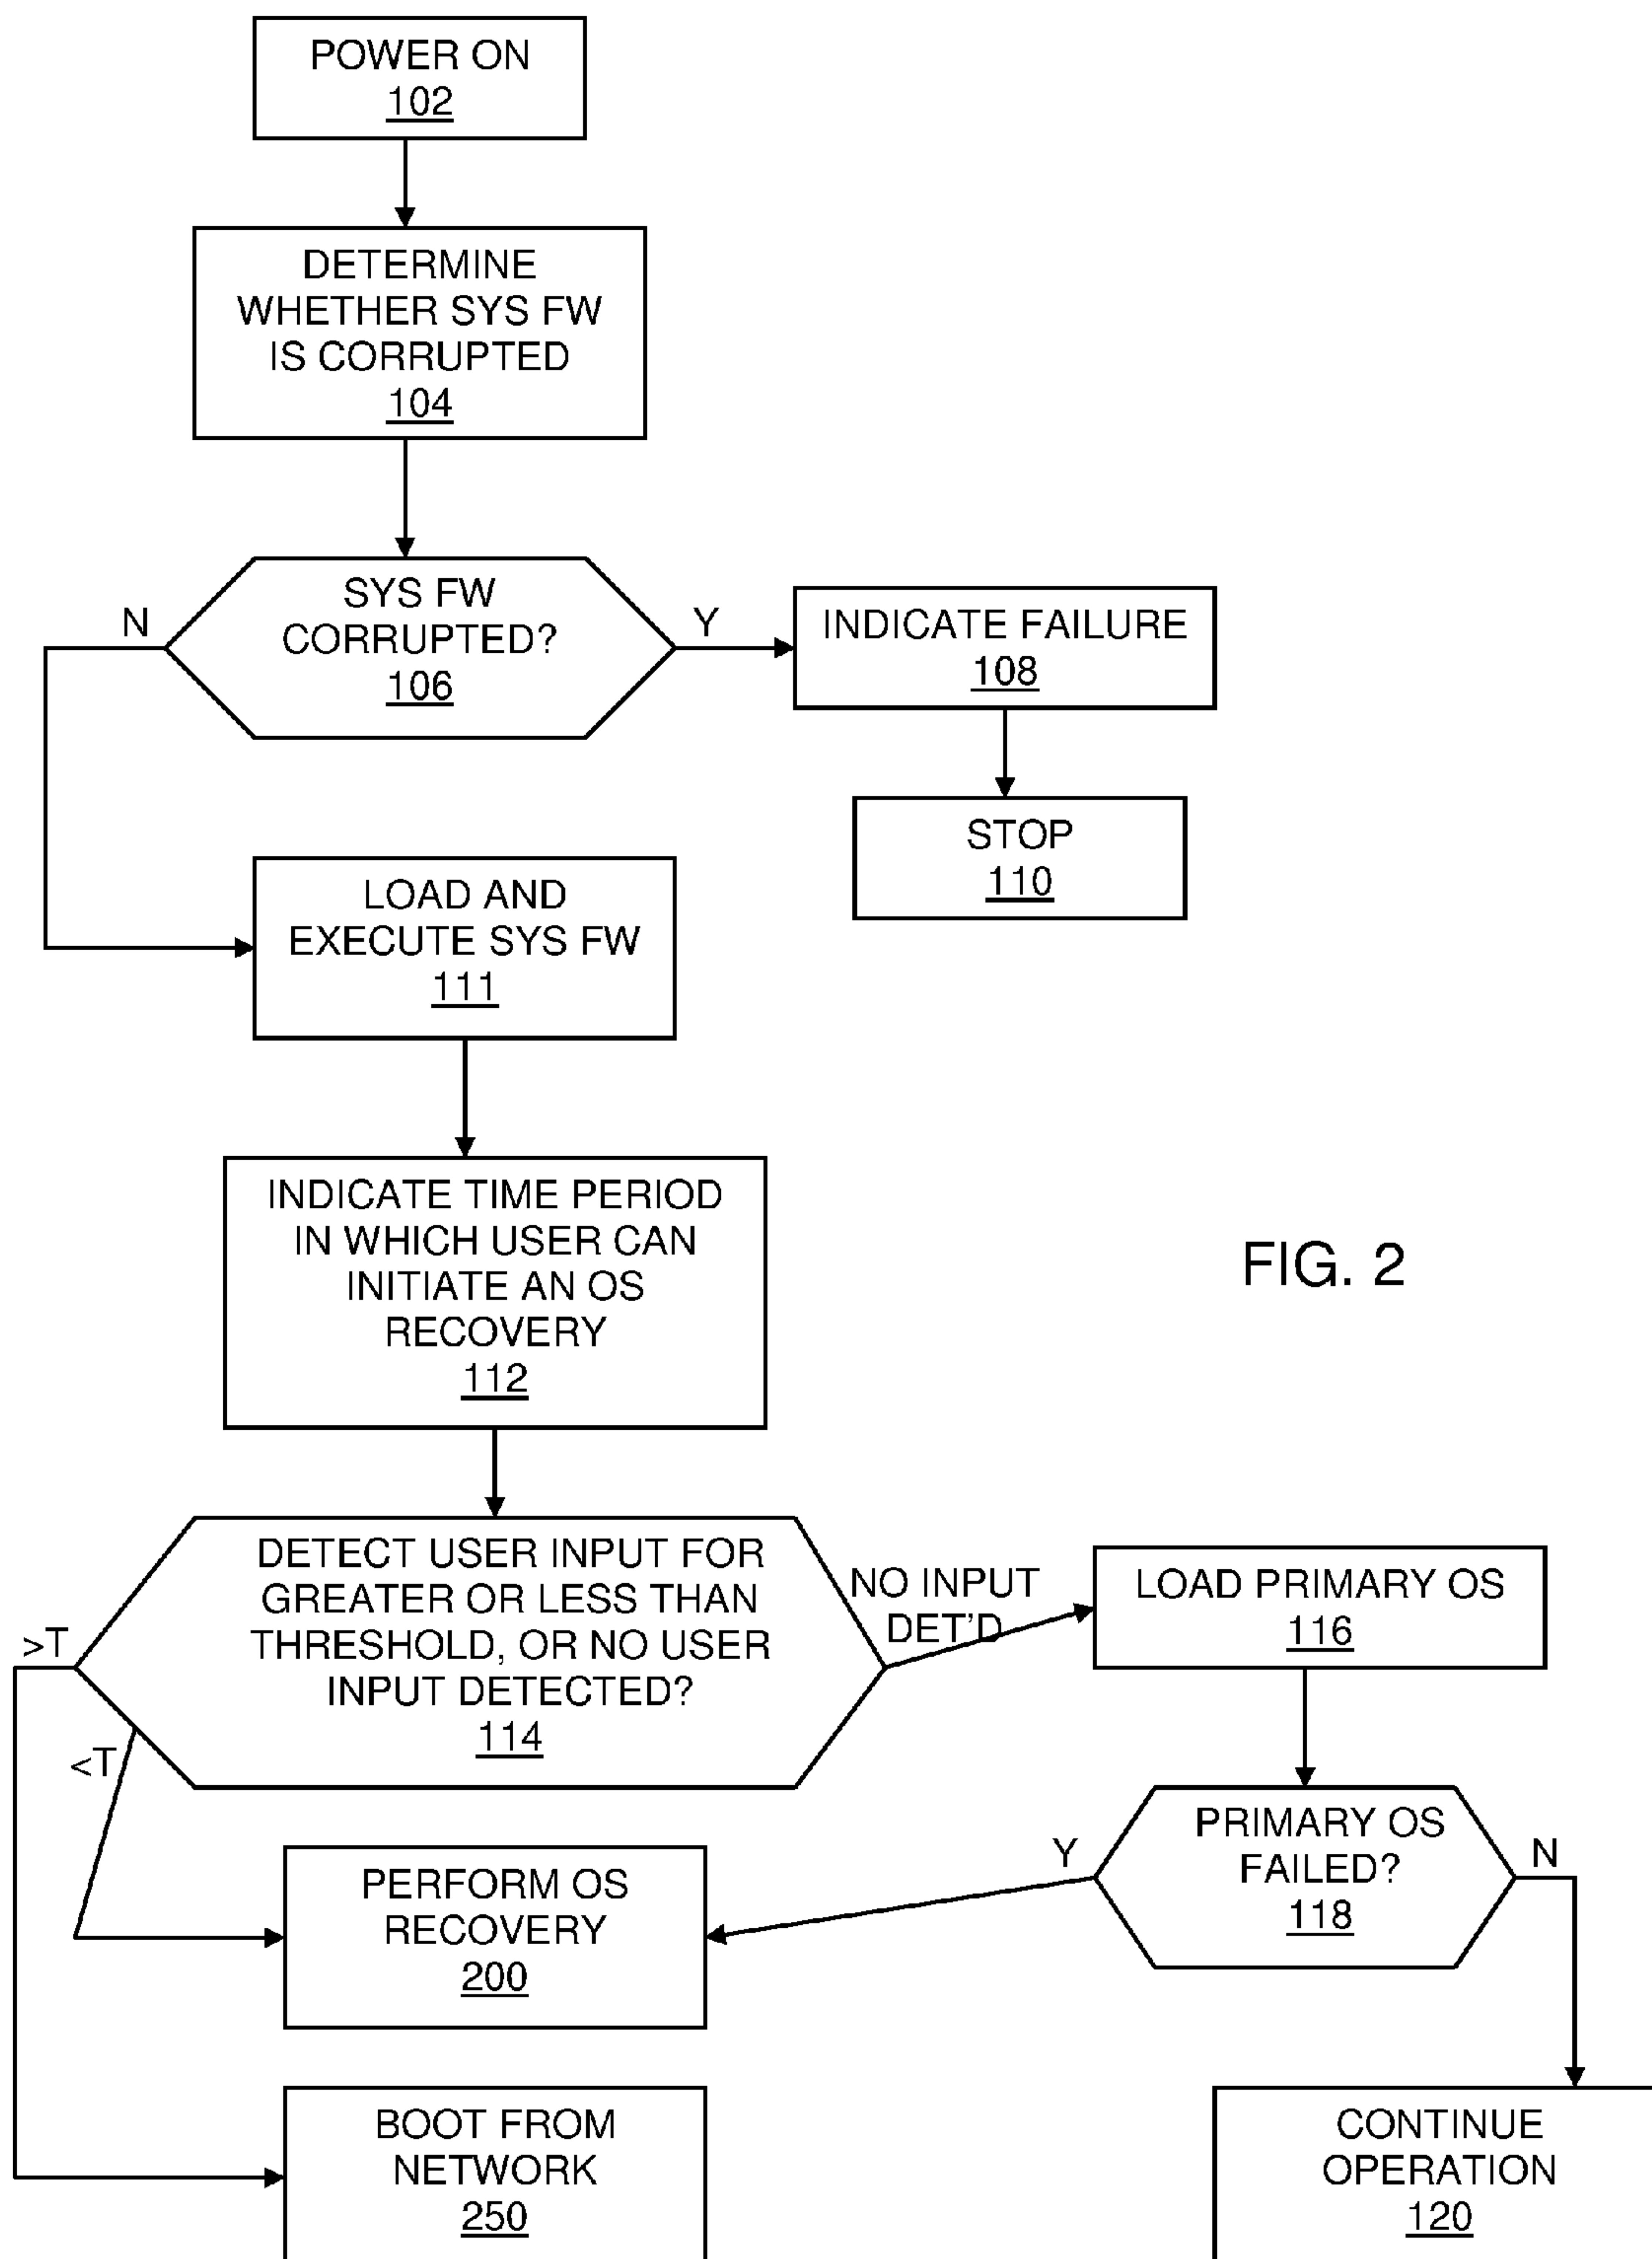 POWER ON
102
DETERMINE
WHETHER SYS FW
IS CORRUPTED
104
SYS FW
CORRUPTED?
106
N
Y
INDICATE FAILURE
108
STOP
110
LOAD AND
EXECUTE SYS FW
111
INDICATE TIME PERIOD
IN WHICH USER CAN
INITIATE AN OS
RECOVERY
112
FIG. 2
DETECT USER INPUT FOR
GREATER OR LESS THAN
THRESHOLD, OR NO USER
INPUT DETECTED?
114
>T
<T
NO INPUT
DET'D
LOAD PRIMARY OS
116
PRIMARY OS
FAILED?
118
Y
N
PERFORM OS
RECOVERY
200
BOOT FROM
NETWORK
250
CONTINUE
OPERATION
120